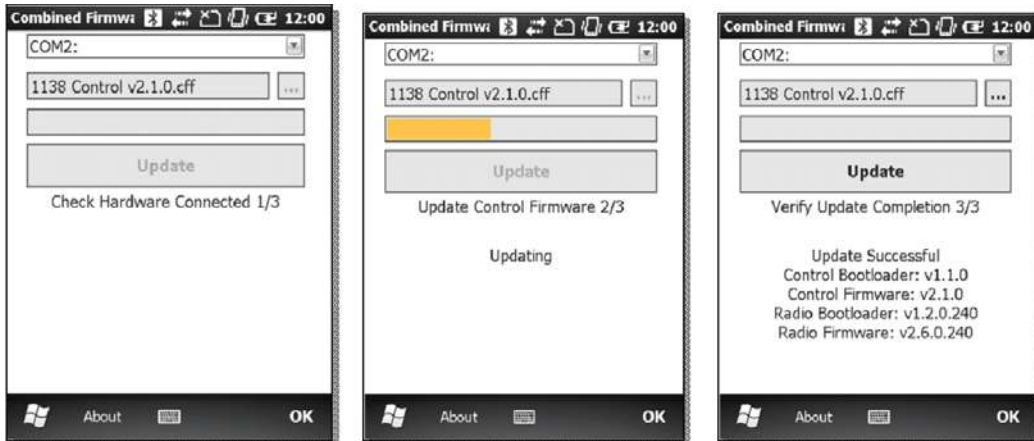 Combined Firmwa 12:00
COM2:
1138 Control v2.1.0.cff ...
Update
Check Hardware Connected 1/3
About OK
Combined Firmwa 12:00
COM2:
1138 Control v2.1.0.cff ...
Update
Update Control Firmware 2/3
Updating
About OK
Combined Firmwa 12:00
COM2:
1138 Control v2.1.0.cff ...
Update
Verify Update Completion 3/3
Update Successful
Control Bootloader: v1.1.0
Control Firmware: v2.1.0
Radio Bootloader: v1.2.0.240
Radio Firmware: v2.6.0.240
About OK